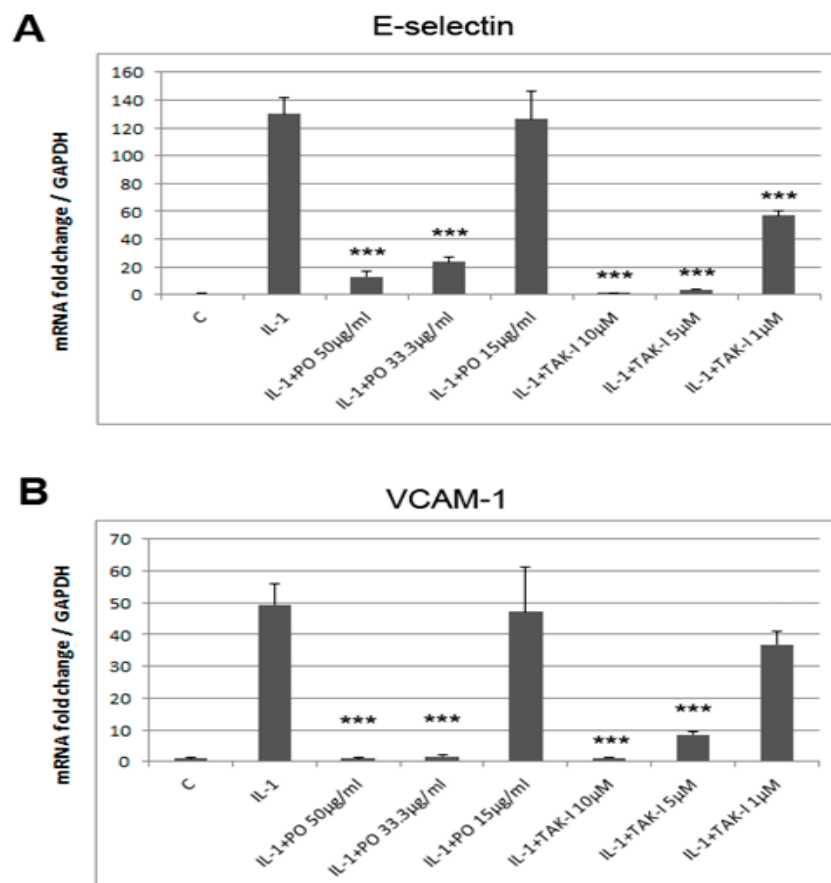 A
E-selectin
mRNA fold change / GAPDH
160
140
120
100
80
60
40
20
0
***
***
***
***
***
C
IL-1
IL-1+PO 50µg/ml
IL-1+PO 33.3µg/ml
IL-1+PO 15µg/ml
IL-1+TAK-I 10µM
IL-1+TAK-I 5µM
IL-1+TAK-I 1µM
B
VCAM-1
mRNA fold change / GAPDH
70
60
50
40
30
20
10
0
***
***
***
***
C
IL-1
IL-1+PO 50µg/ml
IL-1+PO 33.3µg/ml
IL-1+PO 15µg/ml
IL-1+TAK-I 10µM
IL-1+TAK-I 5µM
IL-1+TAK-I 1µM